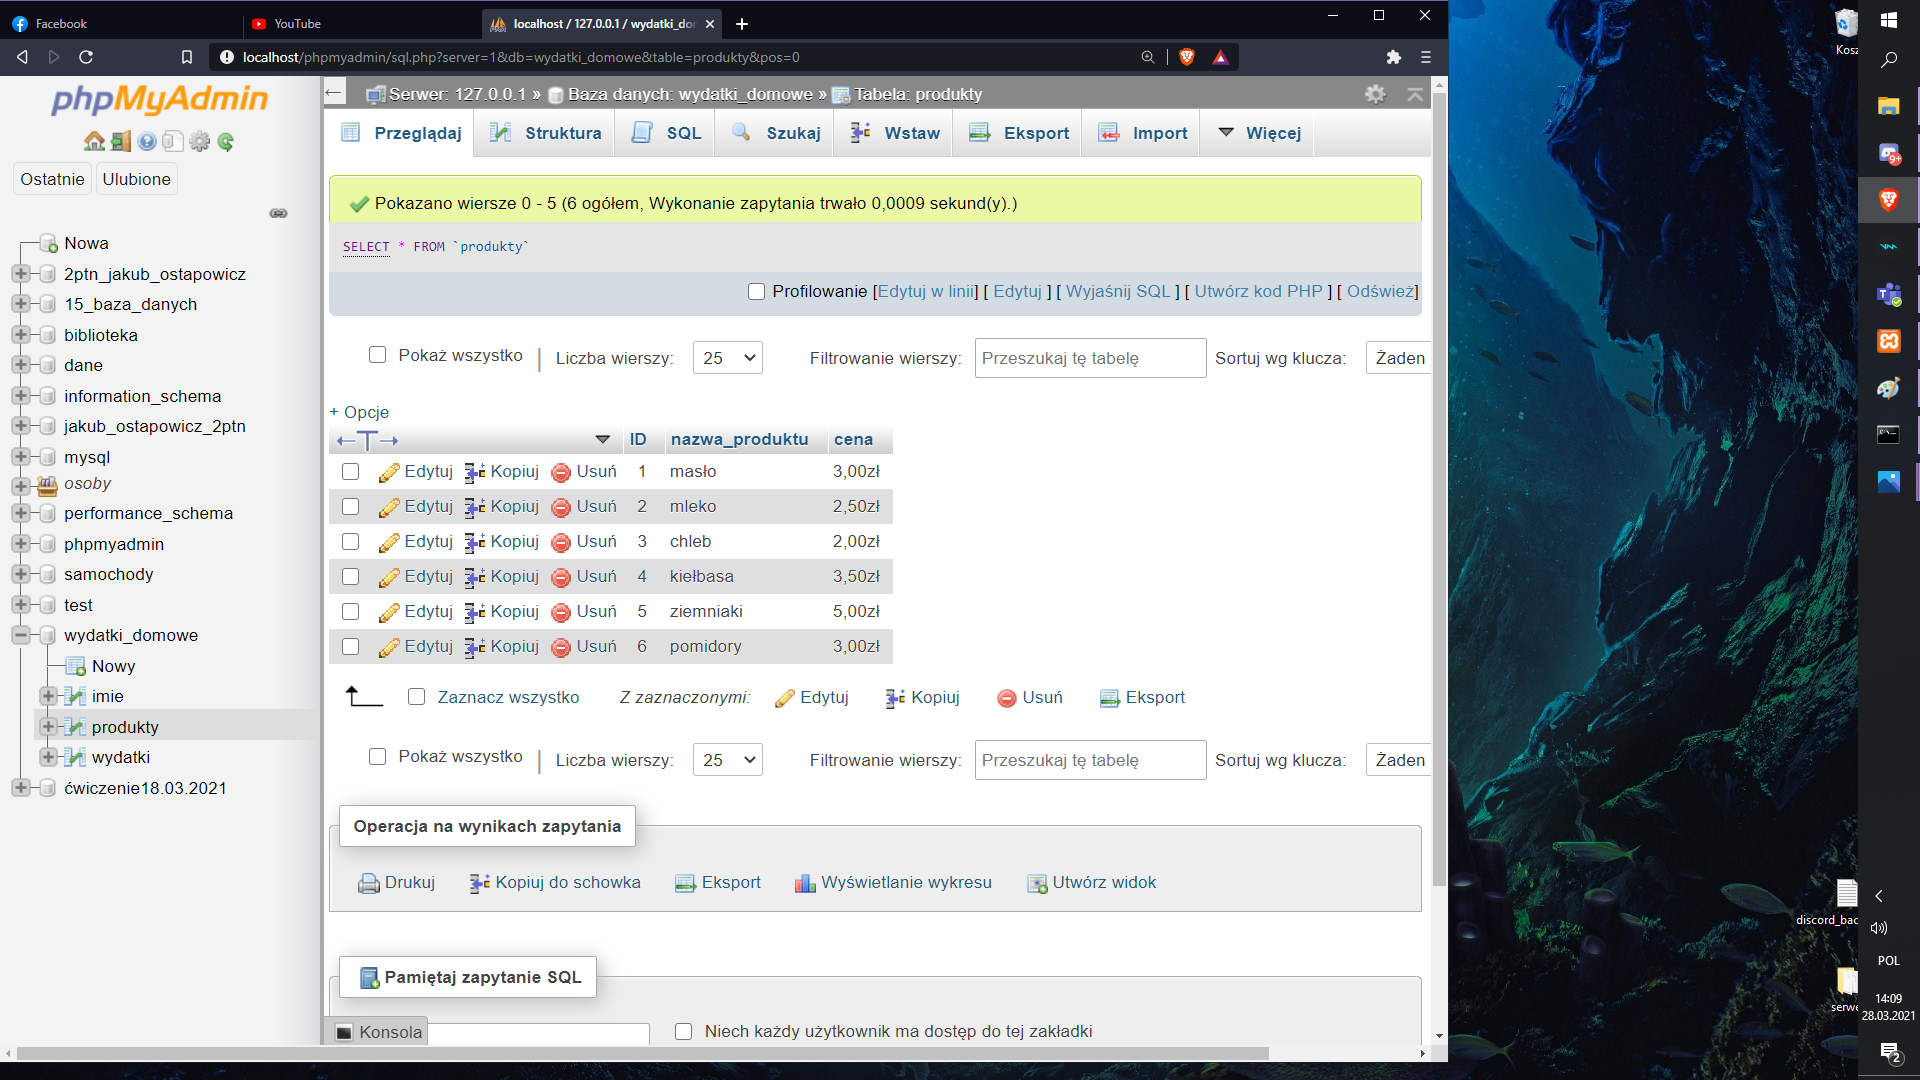 Facebook
YouTube
localhost / 127.0.0.1 / wydatki_do
localhost/phpmyadmin/sql.php?server=1&db=wydatki_domowe&table=produkty&pos=0
phpMyAdmin
Ostatnie Ulubione
Nowa
2ptn_jakub_ostapowicz
15_baza_danych
biblioteka
dane
information_schema
jakub_ostapowicz_2ptn
mysql
osoby
performance_schema
phpmyadmin
samochody
test
wydatki_domowe
Nowy
imie
produkty
wydatki
ćwiczenie18.03.2021
Serwer: 127.0.0.1 » Baza danych: wydatki_domowe » Tabela: produkty
Przeglądaj Struktura SQL Szukaj Wstaw Eksport Import Więcej
Pokazano wiersze 0 - 5 (6 ogółem, Wykonanie zapytania trwało 0,0009 sekund(y).)
SELECT * FROM `produkty`
Profilowanie [Edytuj w linii] [ Edytuj ] [ Wyjaśnij SQL ] [ Utwórz kod PHP ] [ Odśwież]
Pokaż wszystko | Liczba wierszy: 25 Filtrowanie wierszy: Przeszukaj tę tabelę Sortuj wg klucza: Żaden
+ Opcje
←T→ ID nazwa_produktu cena
Edytuj Kopiuj Usuń 1 masło 3,00zł
Edytuj Kopiuj Usuń 2 mleko 2,50zł
Edytuj Kopiuj Usuń 3 chleb 2,00zł
Edytuj Kopiuj Usuń 4 kiełbasa 3,50zł
Edytuj Kopiuj Usuń 5 ziemniaki 5,00zł
Edytuj Kopiuj Usuń 6 pomidory 3,00zł
Zaznacz wszystko Z zaznaczonymi: Edytuj Kopiuj Usuń Eksport
Pokaż wszystko | Liczba wierszy: 25 Filtrowanie wierszy: Przeszukaj tę tabelę Sortuj wg klucza: Żaden
Operacja na wynikach zapytania
Drukuj Kopiuj do schowka Eksport Wyświetlanie wykresu Utwórz widok
Pamiętaj zapytanie SQL
Konsola
Niech każdy użytkownik ma dostęp do tej zakładki
Kosz
9+
discord_bac
serwe
POL
14:09
28.03.2021
2